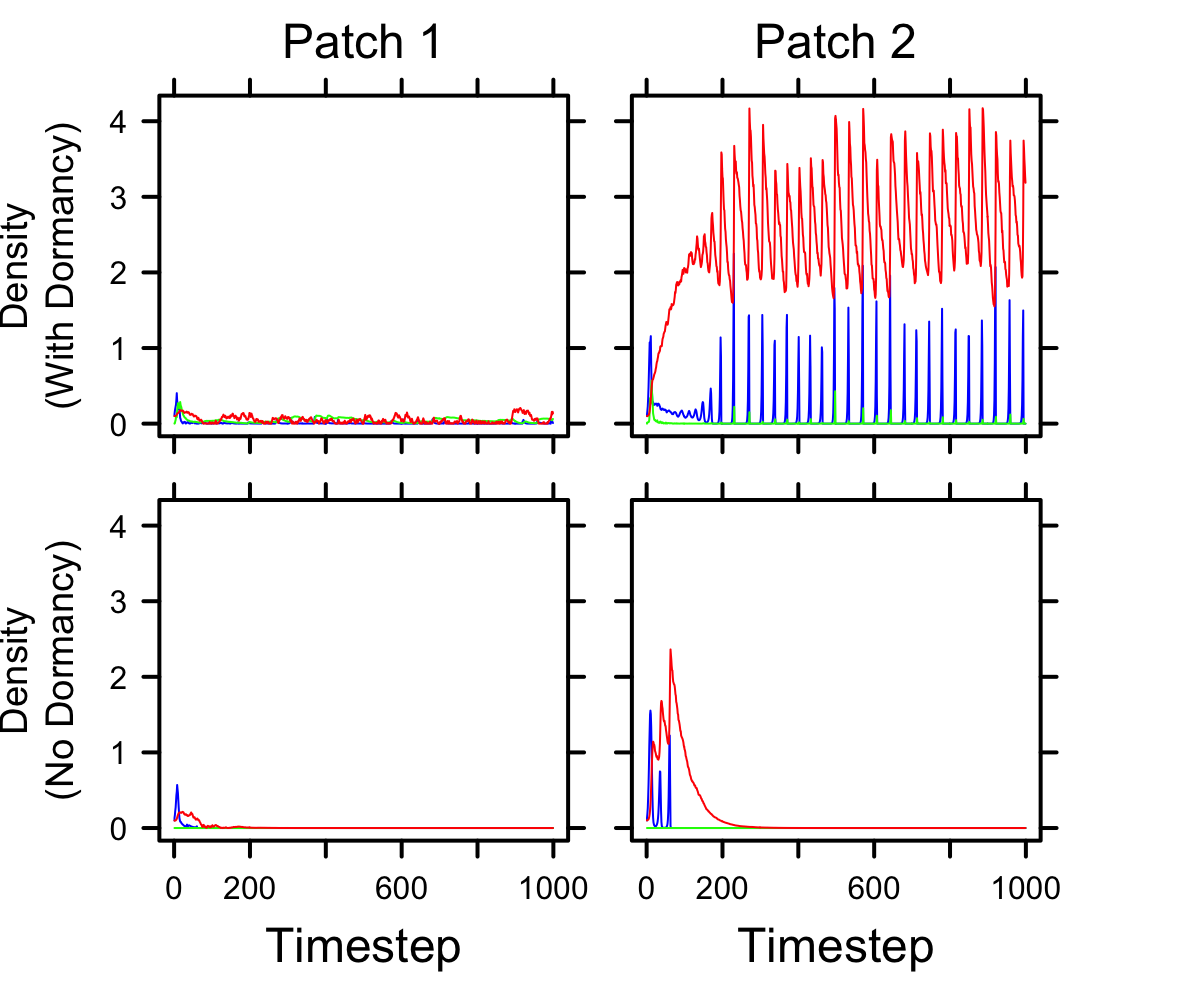 Patch 1
Patch 2
Density
(With Dormancy)
4
3
2
1
0
Density
(No Dormancy)
4
3
2
1
0
0 200 600 1000
0 200 600 1000
Timestep
Timestep